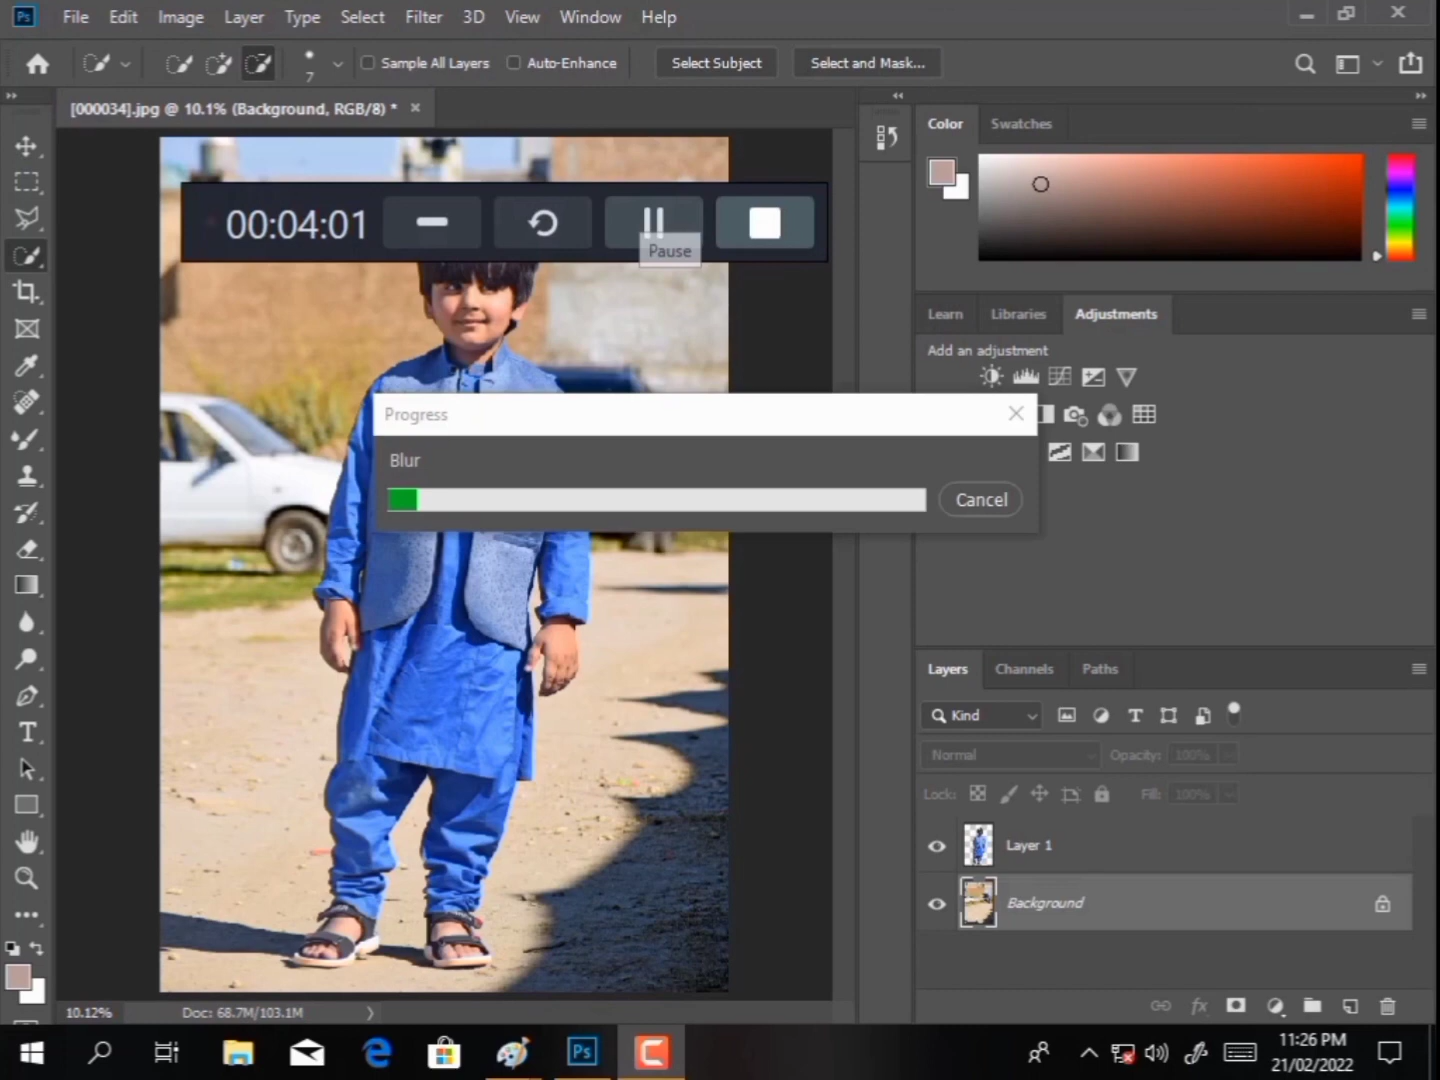 Ps File Edit Image Layer Type Select Filter 3D View Window Help
7 Sample All Layers Auto-Enhance Select Subject Select and Mask...
[000034].jpg @ 10.1% (Background, RGB/8) *
Color Swatches
00:04:01
Pause
Learn Libraries Adjustments
Add an adjustment
Progress
Blur
Cancel
Layers Channels Paths
Kind
Normal Opacity: 100%
Lock: Fill: 100%
Layer 1
Background
10.12% Doc: 68.7M/103.1M
Ps
11:26 PM
21/02/2022